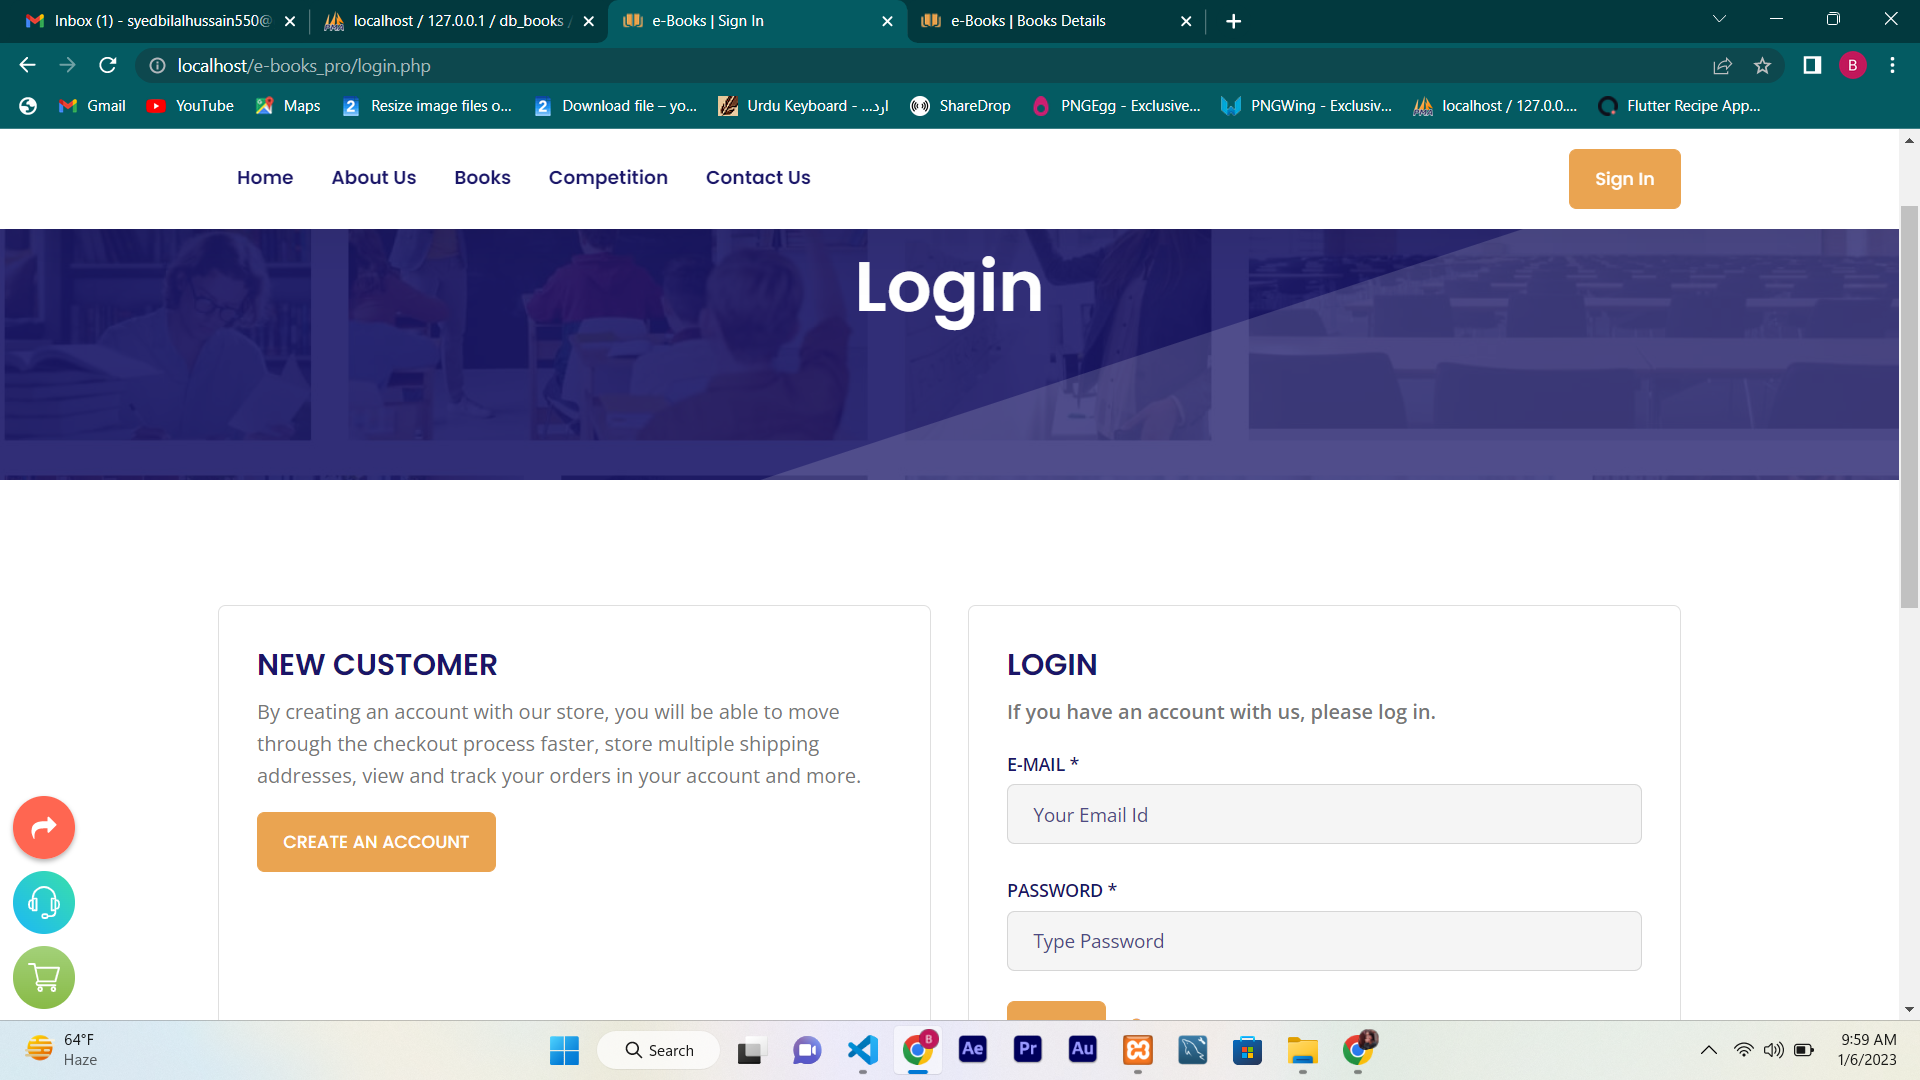 Inbox (1) - syedbilalhussain550@
localhost / 127.0.0.1 / db_books /
e-Books | Sign In
e-Books | Books Details
localhost/e-books_pro/login.php
B
Gmail
YouTube
Maps
Resize image files o...
Download file – yo...
Urdu Keyboard - ...ارد
ShareDrop
PNGEgg - Exclusive...
PNGWing - Exclusiv...
localhost / 127.0.0....
Flutter Recipe App...
Home
About Us
Books
Competition
Contact Us
Sign In
Login
NEW CUSTOMER
By creating an account with our store, you will be able to move
through the checkout process faster, store multiple shipping
addresses, view and track your orders in your account and more.
CREATE AN ACCOUNT
LOGIN
If you have an account with us, please log in.
E-MAIL *
Your Email Id
PASSWORD *
Type Password
64°F
Haze
Search
B
Ae
Pr
Au
9:59 AM
1/6/2023